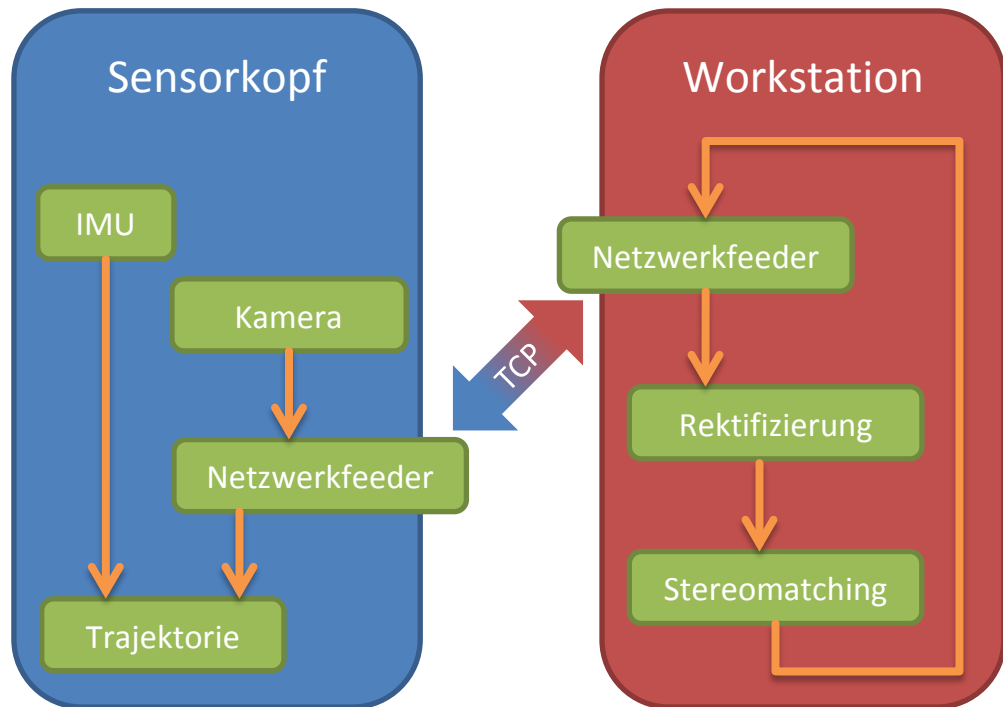 Sensorkopf
IMU
Kamera
Netzwerkfeeder
Trajektorie
TCP
Workstation
Netzwerkfeeder
Rektifizierung
Stereomatching